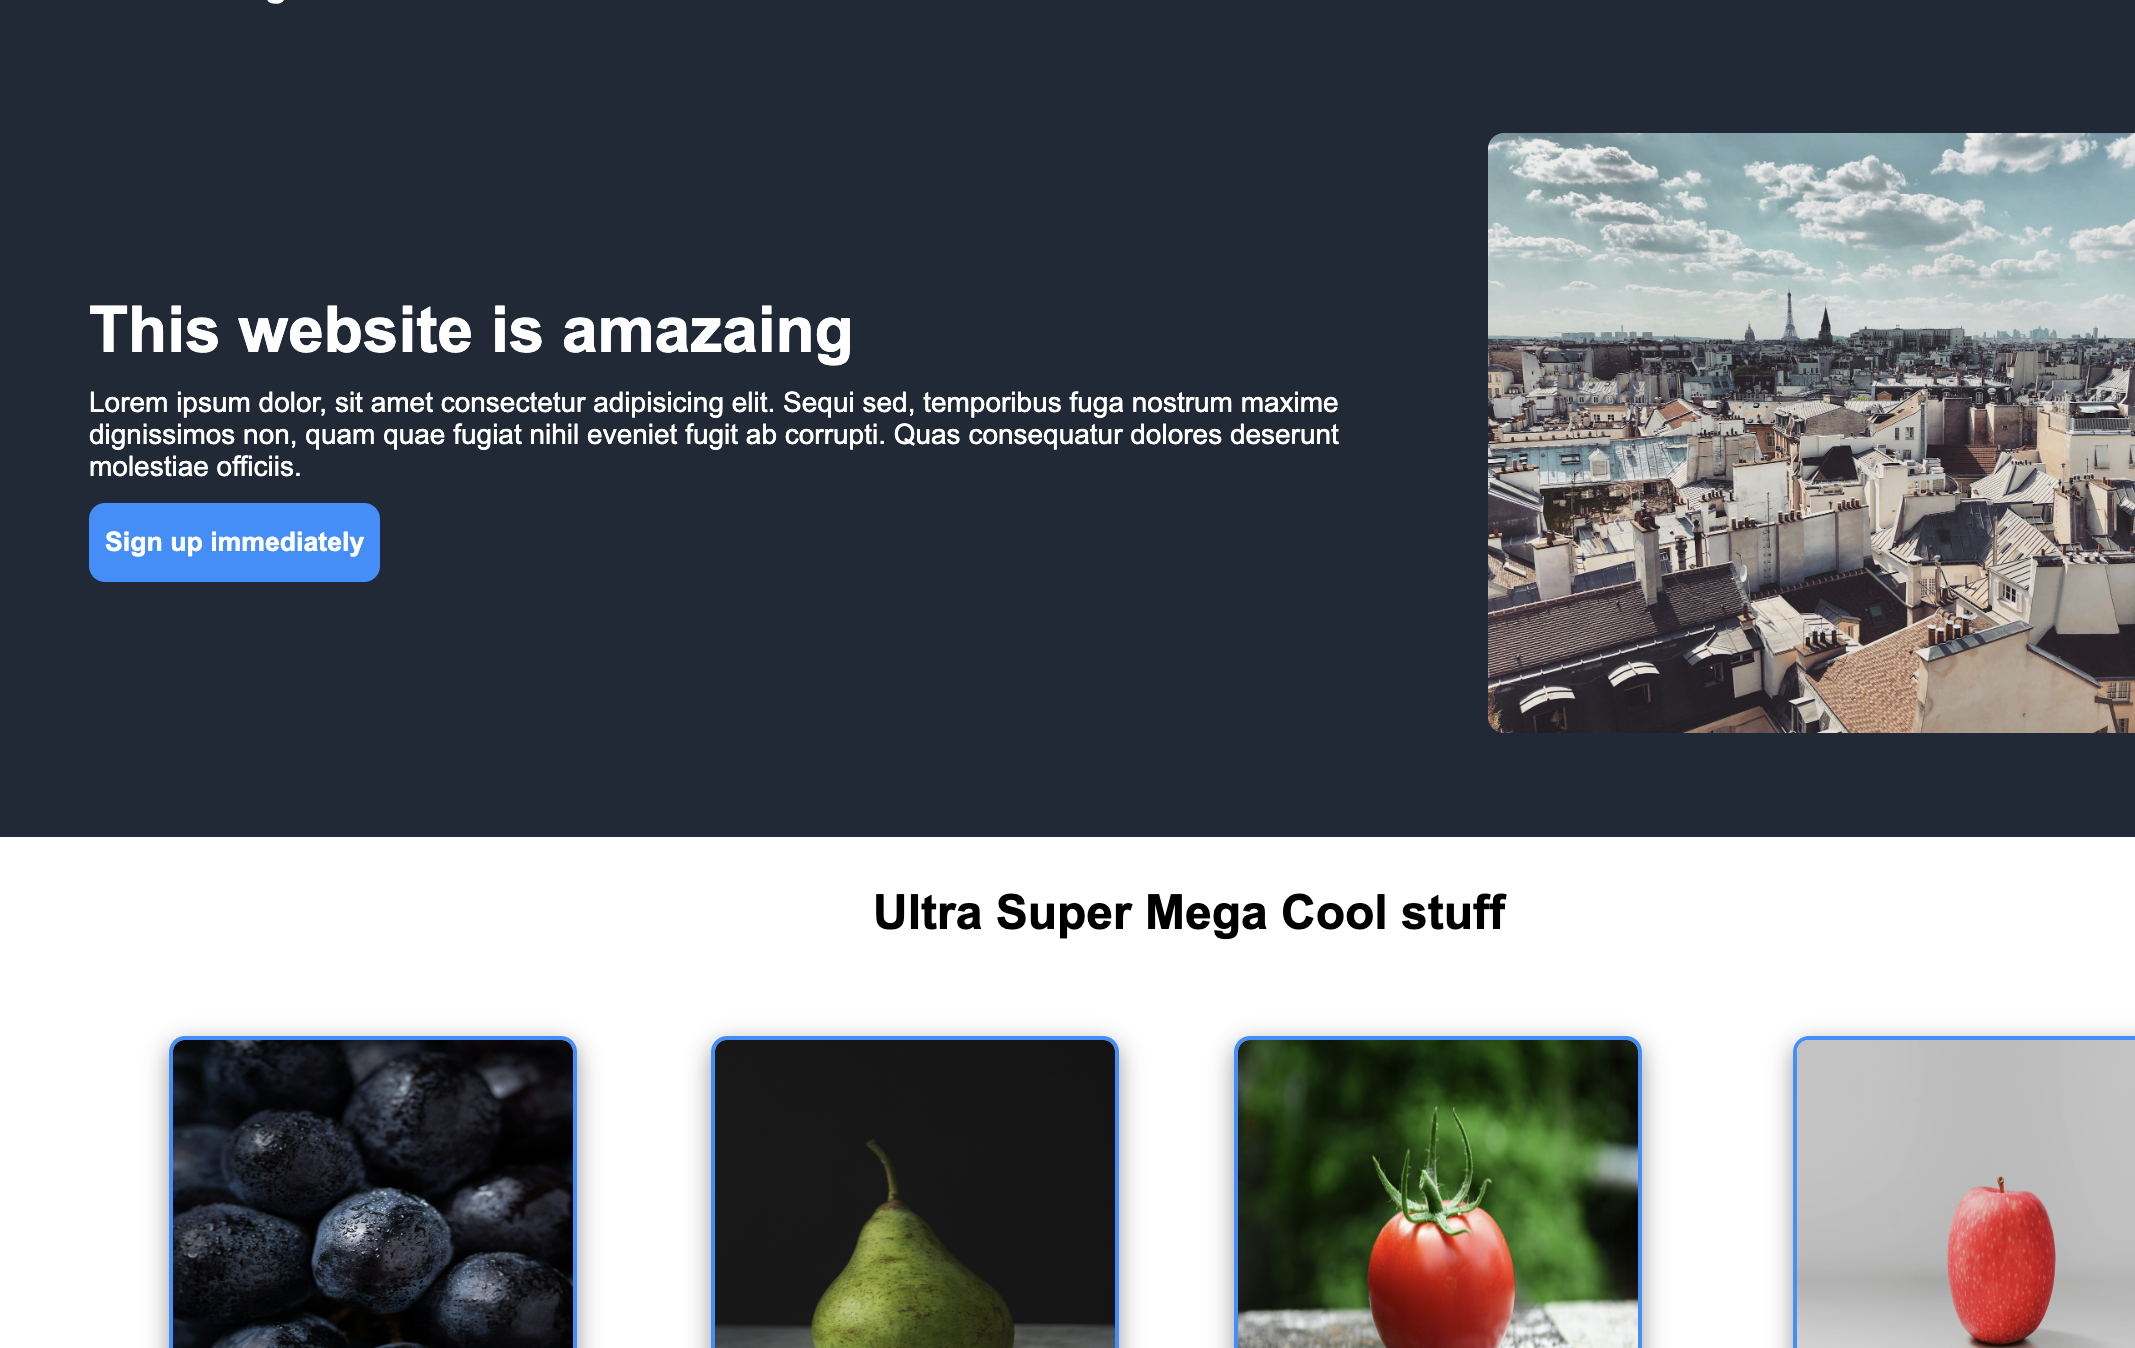 This website is amazaing
Lorem ipsum dolor, sit amet consectetur adipisicing elit. Sequi sed, temporibus fuga nostrum maxime
dignissimos non, quam quae fugiat nihil eveniet fugit ab corrupti. Quas consequatur dolores deserunt
molestiae officiis.
Sign up immediately
Ultra Super Mega Cool stuff